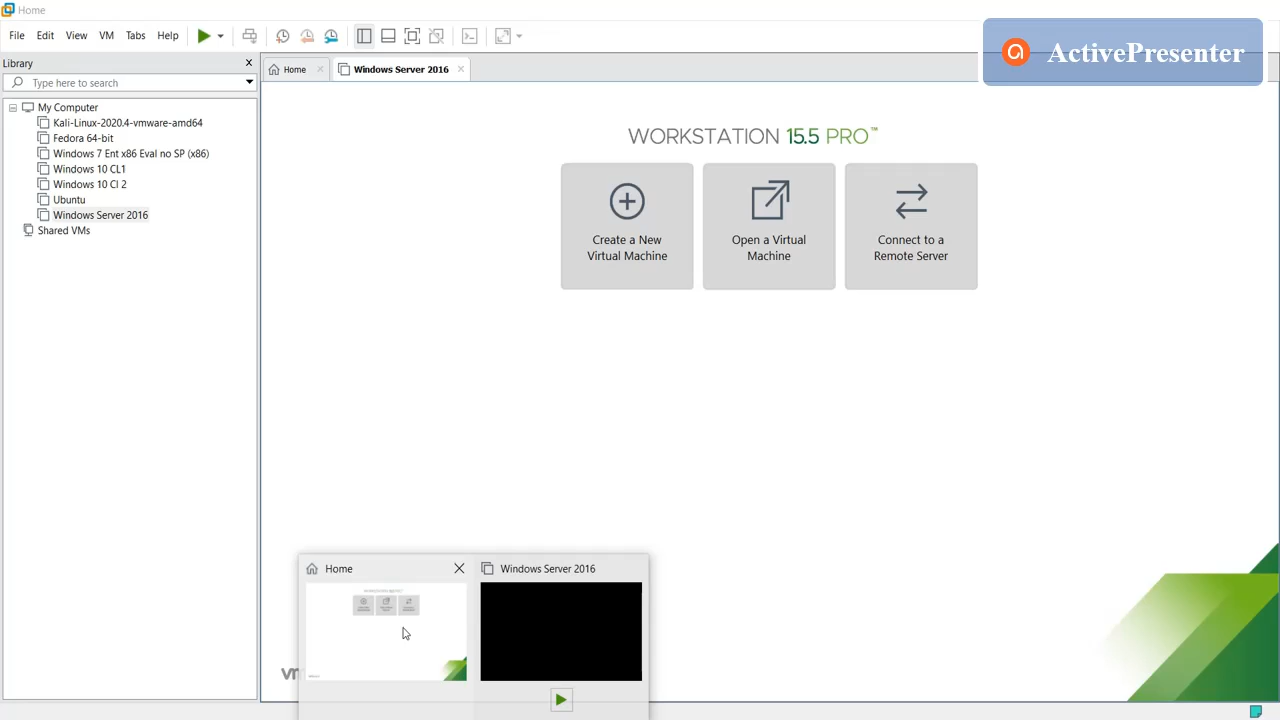 Home
File Edit View VM Tabs Help
ActivePresenter
Library
Home
Windows Server 2016
Type here to search
My Computer
Kali-Linux-2020.4-vmware-amd64
Fedora 64-bit
Windows 7 Ent x86 Eval no SP (x86)
Windows 10 CL1
Windows 10 Cl 2
Ubuntu
Windows Server 2016
Shared VMs
WORKSTATION 15.5 PRO™
Create a New
Virtual Machine
Open a Virtual
Machine
Connect to a
Remote Server
Home
Windows Server 2016